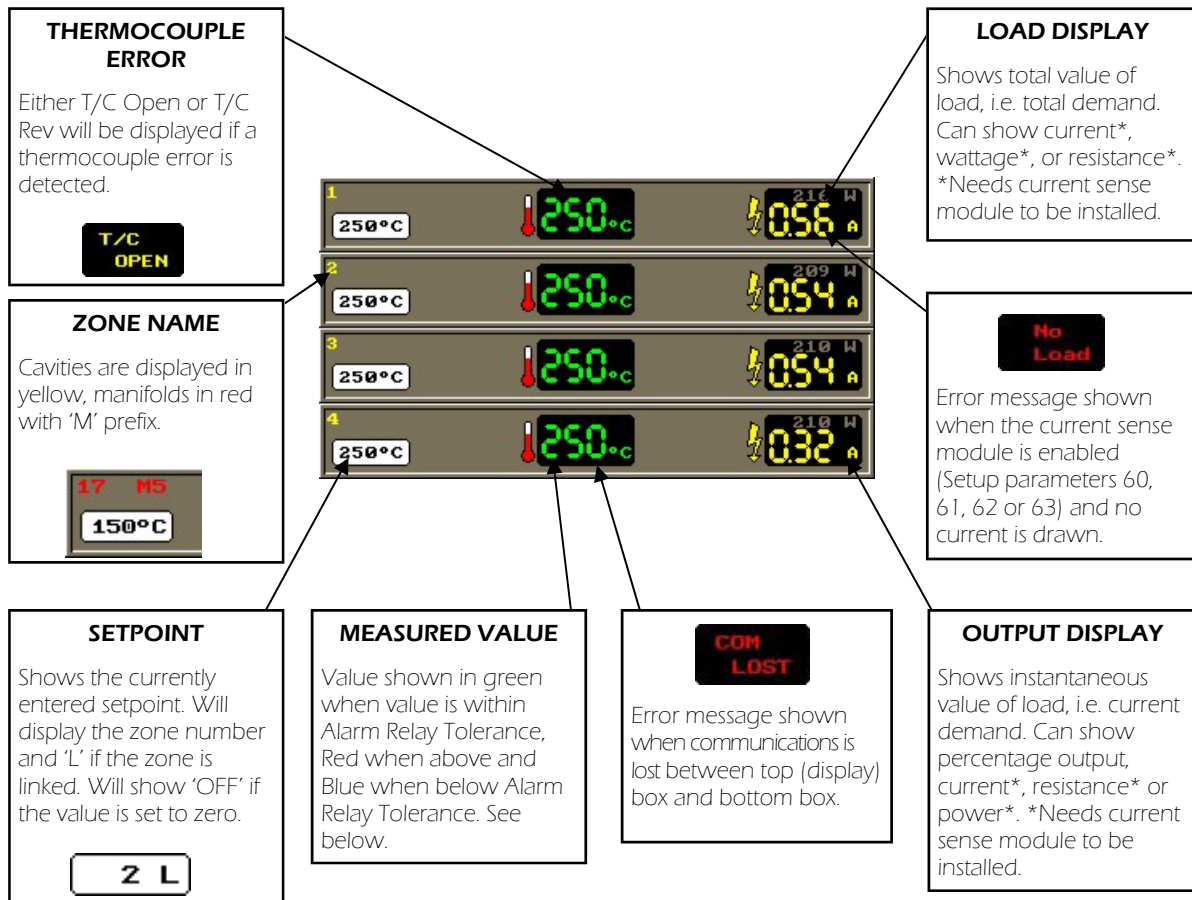 THERMOCOUPLE
ERROR
Either T/C Open or T/C
Rev will be displayed if a
thermocouple error is
detected.
T/C
OPEN
ZONE NAME
Cavities are displayed in
yellow, manifolds in red
with ‘M’ prefix.
17 M5
150°C
SETPOINT
Shows the currently
entered setpoint. Will
display the zone number
and ‘L’ if the zone is
linked. Will show ‘OFF’ if
the value is set to zero.
2 L
1
250°C
250°C
216 W
0.56 A
2
250°C
250°C
209 W
0.54 A
3
250°C
250°C
210 W
0.54 A
4
250°C
250°C
210 W
0.32 A
MEASURED VALUE
Value shown in green
when value is within
Alarm Relay Tolerance,
Red when above and
Blue when below Alarm
Relay Tolerance. See
below.
COM
LOST
Error message shown
when communications is
lost between top (display)
box and bottom box.
LOAD DISPLAY
Shows total value of
load, i.e. total demand.
Can show current*,
wattage*, or resistance*.
*Needs current sense
module to be installed.
No
Load
Error message shown
when the current sense
module is enabled
(Setup parameters 60,
61, 62 or 63) and no
current is drawn.
OUTPUT DISPLAY
Shows instantaneous
value of load, i.e. current
demand. Can show
percentage output,
current*, resistance* or
power*. *Needs current
sense module to be
installed.